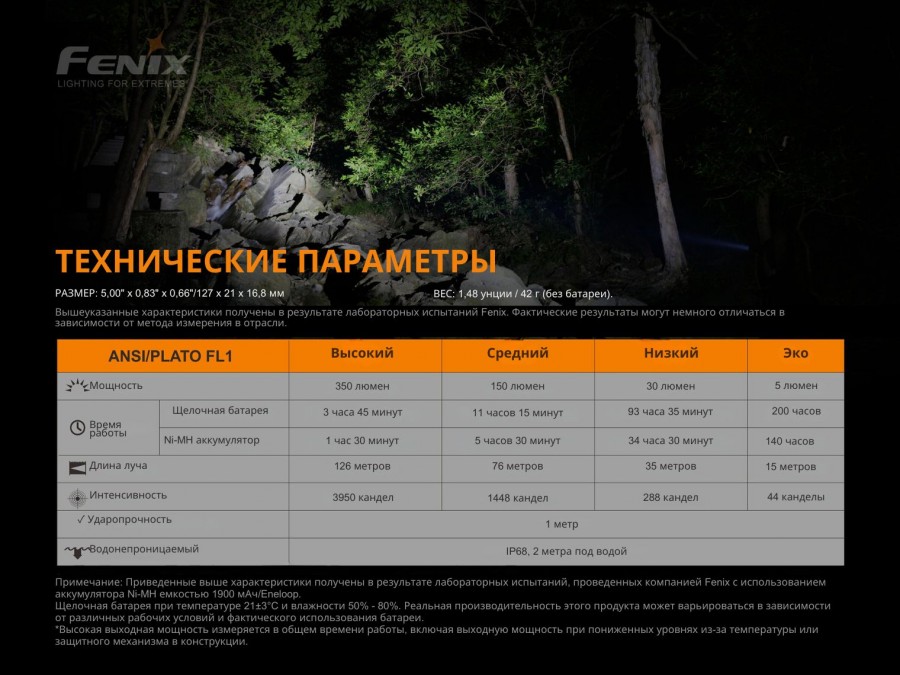 FENIX
LIGHTING FOR EXTREMES
ТЕХНИЧЕСКИЕ ПАРАМЕТРЫ
РАЗМЕР: 5,00" x 0,83" x 0,66"/127 x 21 x 16,8 мм
ВЕС: 1,48 унции / 42 г (без батареи).
Вышеуказанные характеристики получены в результате лабораторных испытаний Fenix. Фактические результаты могут немного отличаться в
зависимости от метода измерения в отрасли.
ANSI/PLATO FL1 Высокий Средний Низкий Эко
Мощность 350 люмен 150 люмен 30 люмен 5 люмен
Время
работы
Щелочная батарея 3 часа 45 минут 11 часов 15 минут 93 часа 35 минут 200 часов
Ni-MH аккумулятор 1 час 30 минут 5 часов 30 минут 34 часа 30 минут 140 часов
Длина луча 126 метров 76 метров 35 метров 15 метров
Интенсивность 3950 кандел 1448 кандел 288 кандел 44 канделы
✓ Ударопрочность 1 метр
Водонепроницаемый IP68, 2 метра под водой
Примечание: Приведенные выше характеристики получены в результате лабораторных испытаний, проведенных компанией Fenix с использованием
аккумулятора Ni-MH емкостью 1900 мАч/Eneloop.
Щелочная батарея при температуре 21±3°C и влажности 50% - 80%. Реальная производительность этого продукта может варьироваться в зависимости
от различных рабочих условий и фактического использования батареи.
*Высокая выходная мощность измеряется в общем времени работы, включая выходную мощность при пониженных уровнях из-за температуры или
защитного механизма в конструкции.